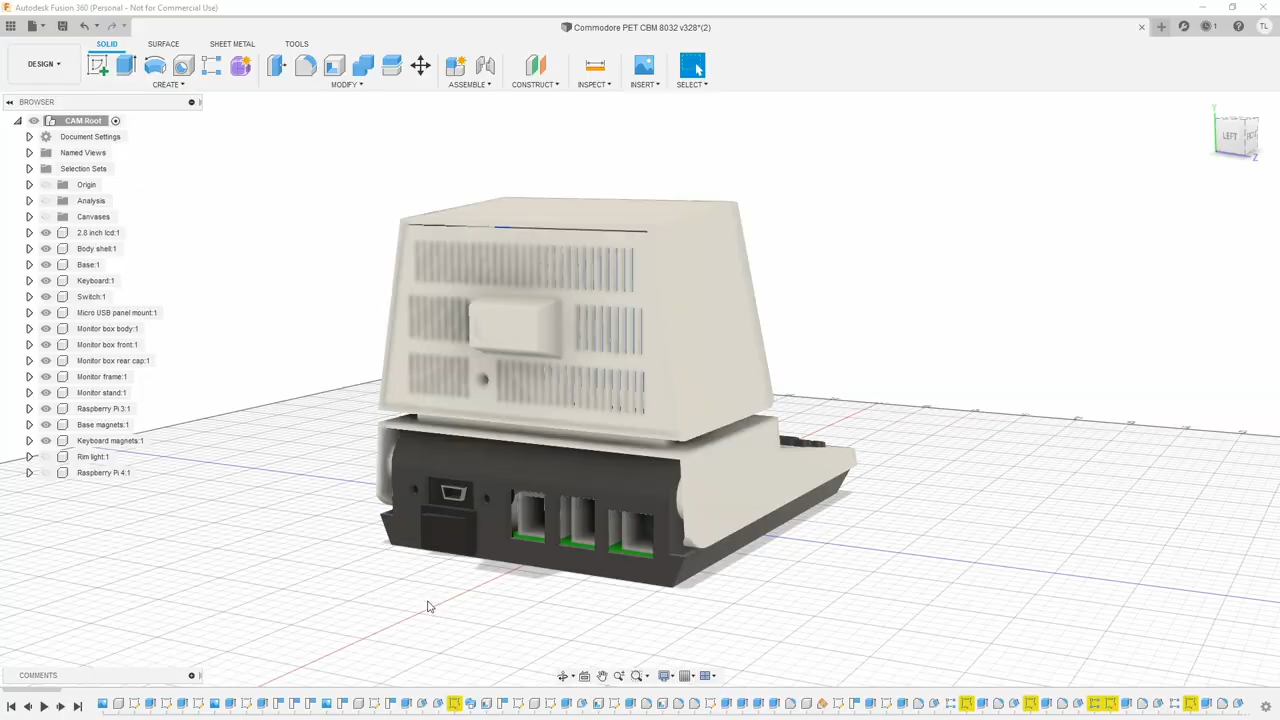 Autodesk Fusion 360 (Personal - Not for Commercial Use)
Commodore PET CBM 8032 v328*(2)
1
TL
SOLID
SURFACE
SHEET METAL
TOOLS
DESIGN
CREATE
MODIFY
ASSEMBLE
CONSTRUCT
INSPECT
INSERT
SELECT
BROWSER
CAM Root
Document Settings
Named Views
Selection Sets
Origin
Analysis
Canvases
2.8 inch lcd:1
Body shell:1
Base:1
Keyboard:1
Switch:1
Micro USB panel mount:1
Monitor box body:1
Monitor box front:1
Monitor box rear cap:1
Monitor frame:1
Monitor stand:1
Raspberry Pi 3:1
Base magnets:1
Keyboard magnets:1
Rim light:1
Raspberry Pi 4:1
Y
LEFT
Z
COMMENTS